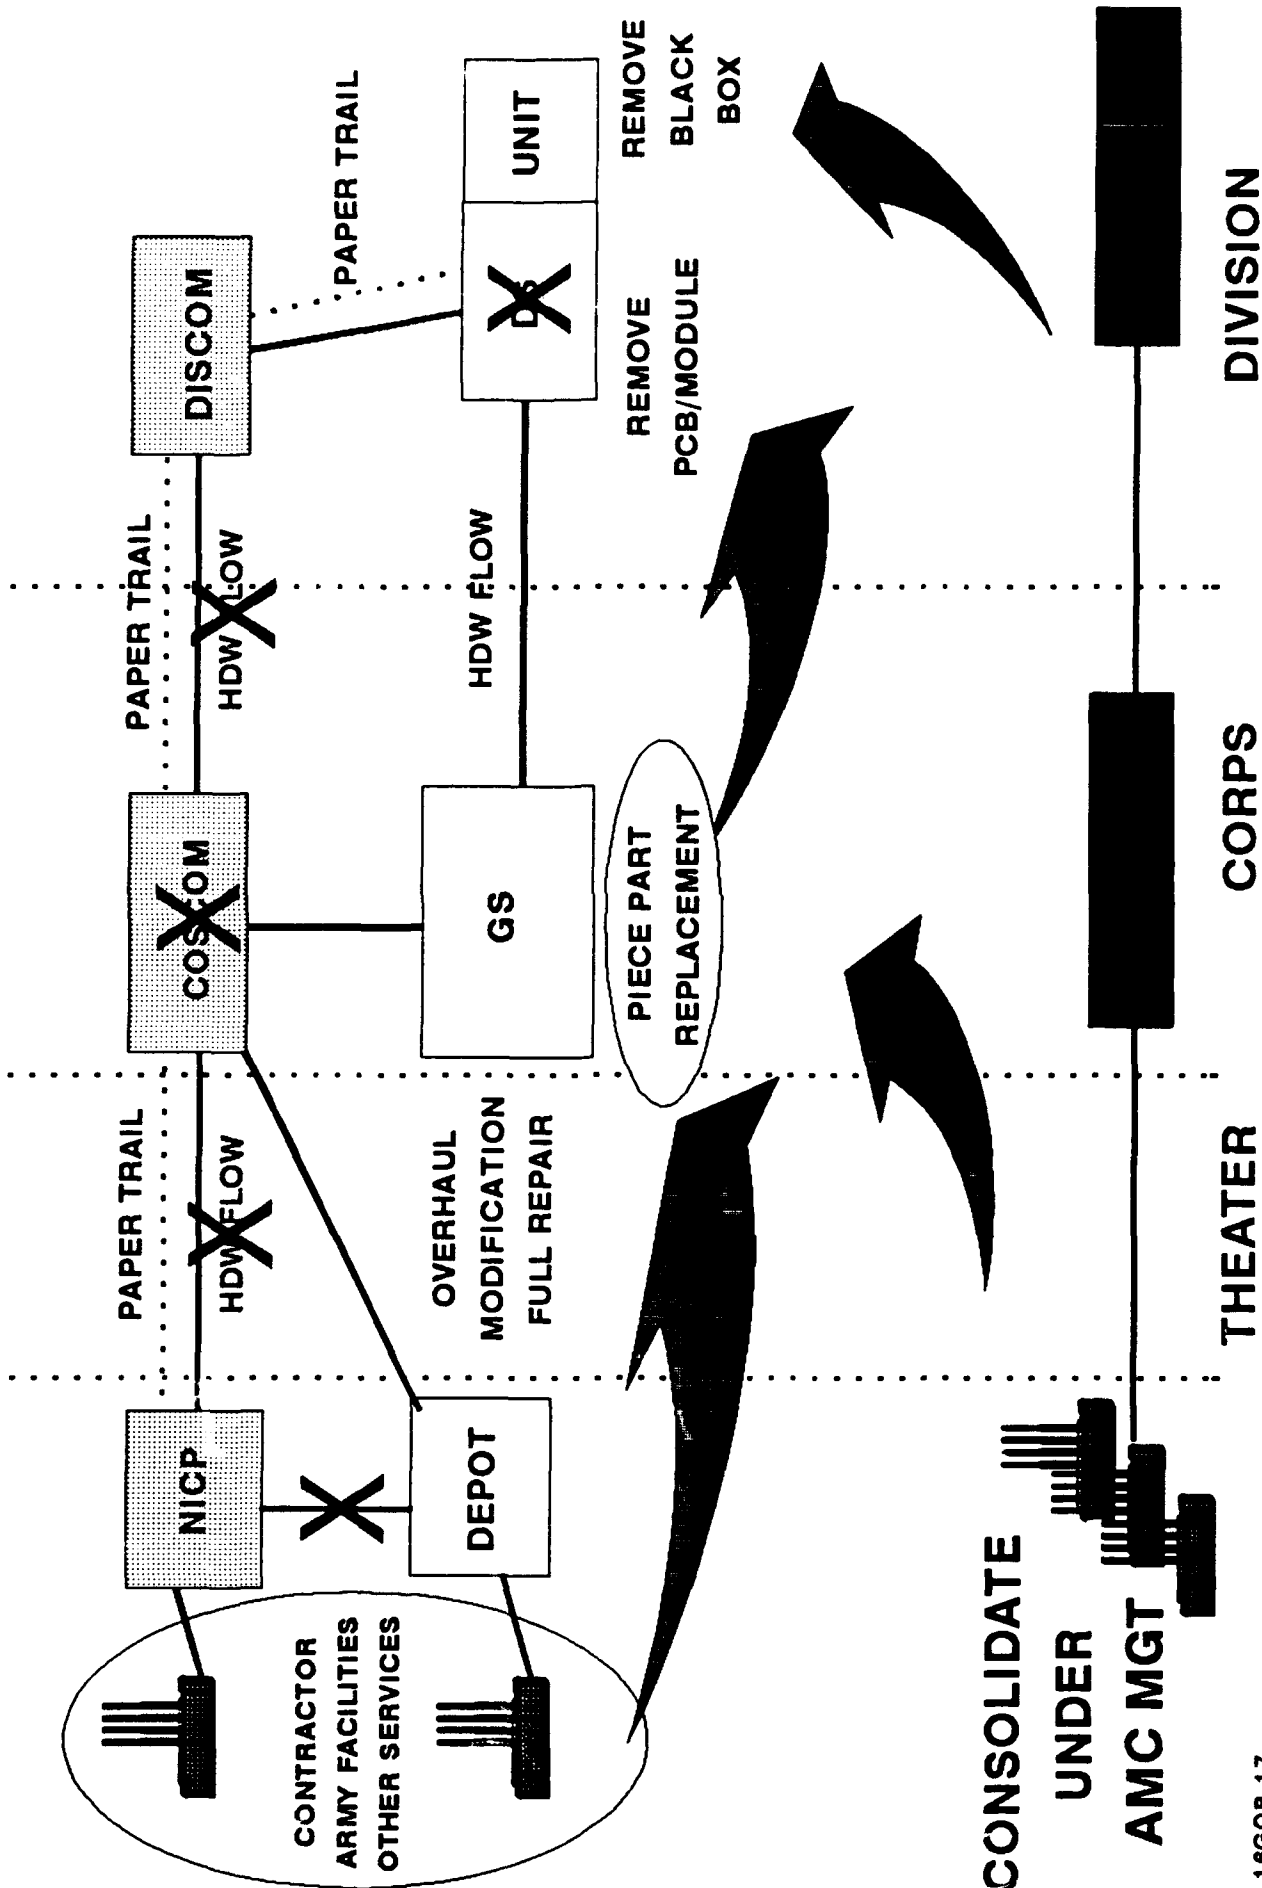 CONTRACTOR
ARMY FACILITIES
OTHER SERVICES
NICP
DEPOT
PAPER TRAIL
HDW FLOW
OVERHAUL
MODIFICATION
FULL REPAIR
COSCOM
GS
PIECE PART
REPLACEMENT
PAPER TRAIL
HDW FLOW
HDW FLOW
DISCOM
PAPER TRAIL
DS
UNIT
REMOVE
PCB/MODULE
REMOVE
BLACK
BOX
CONSOLIDATE
UNDER
AMC MGT
THEATER
CORPS
DIVISION